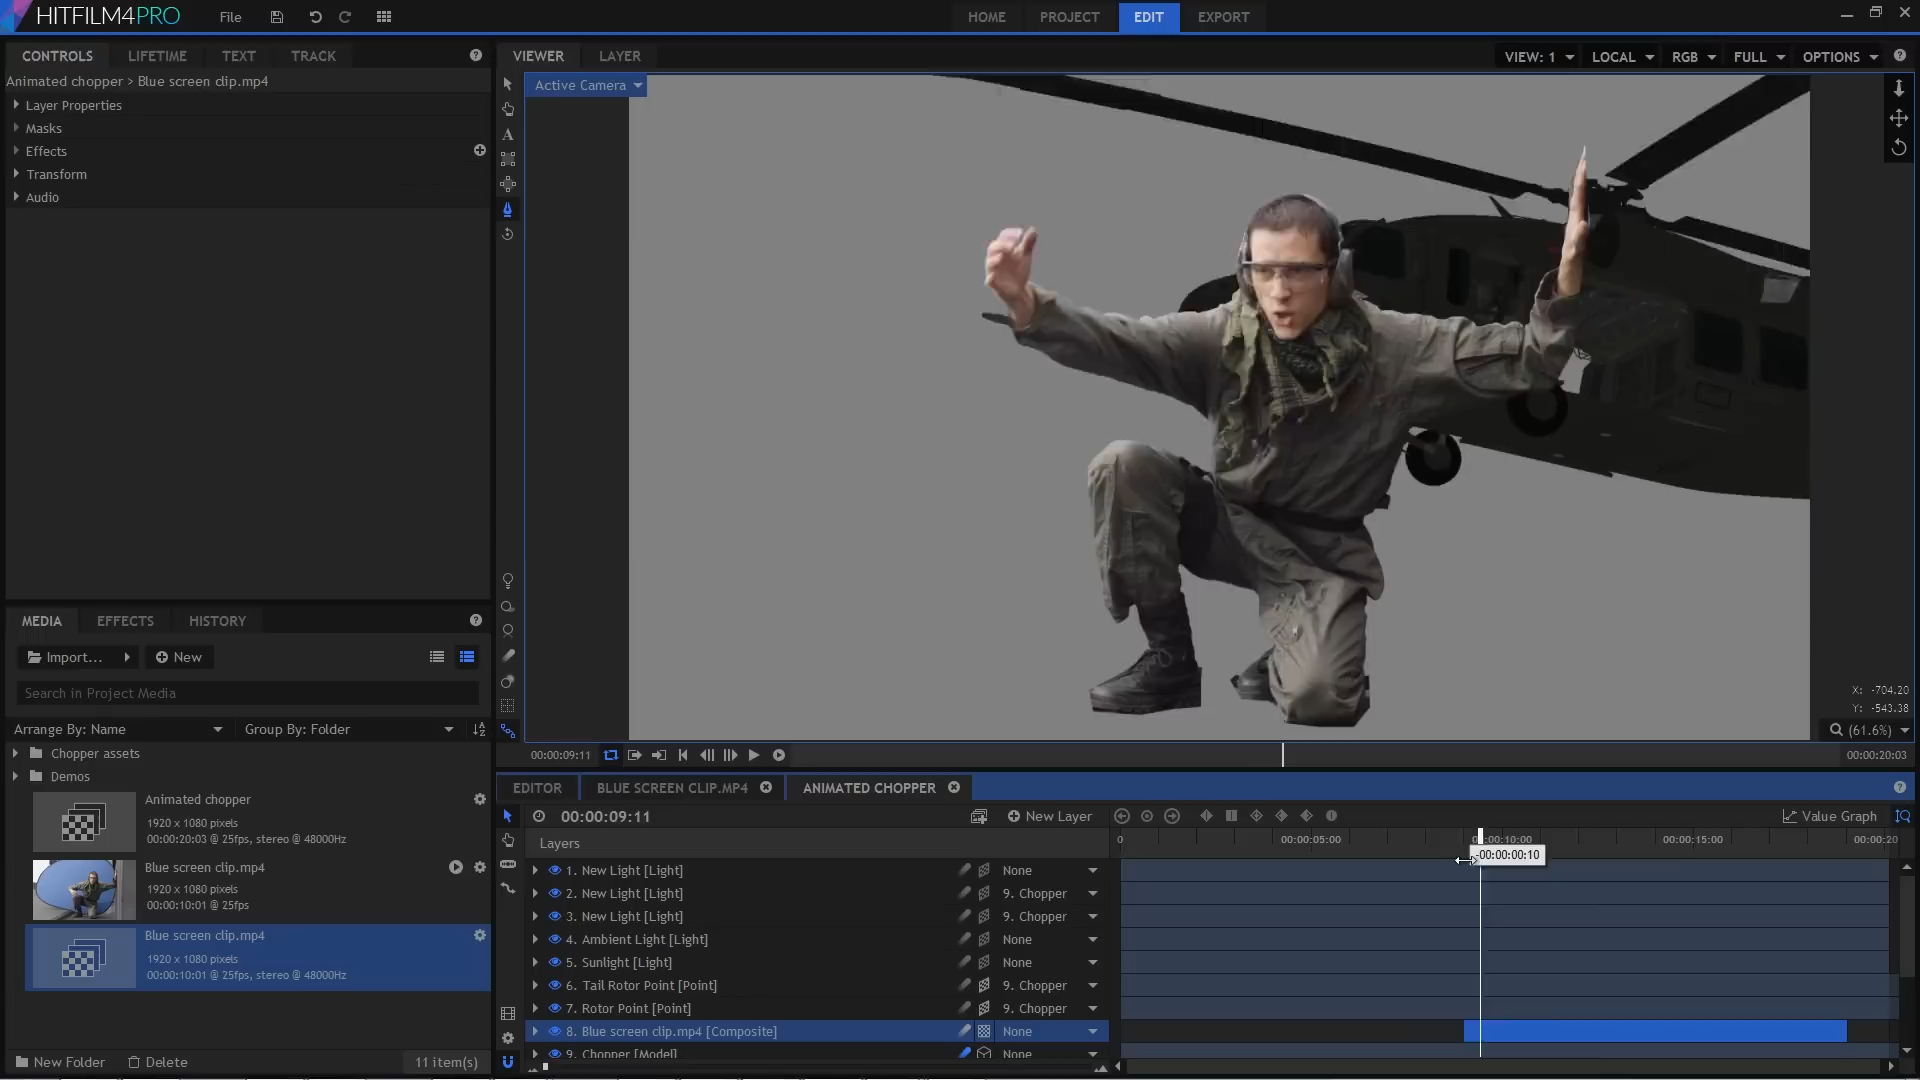 HITFILM4PRO
File
HOME
PROJECT
EDIT
EXPORT
CONTROLS
LIFETIME
TEXT
TRACK
VIEWER
LAYER
VIEW: 1
LOCAL
RGB
FULL
OPTIONS
Animated chopper > Blue screen clip.mp4
Active Camera
Layer Properties
Masks
Effects
Transform
Audio
MEDIA
EFFECTS
HISTORY
Import...
New
Search in Project Media
Arrange By: Name
Group By: Folder
Chopper assets
Demos
Animated chopper
1920 x 1080 pixels
00:00:20:03 @ 25fps, stereo @ 48000Hz
Blue screen clip.mp4
1920 x 1080 pixels
00:00:10:01 @ 25fps
Blue screen clip.mp4
1920 x 1080 pixels
00:00:10:01 @ 25fps, stereo @ 48000Hz
New Folder
Delete
11 item(s)
X: -704.20
Y: -543.38
(61.6%)
00:00:09:11
00:00:20:03
EDITOR
BLUE SCREEN CLIP.MP4
ANIMATED CHOPPER
00:00:09:11
New Layer
Value Graph
Layers
0
00:00:05:00
00:00:10:00
00:00:15:00
00:00:20
-00:00:00:10
1. New Light [Light]
None
2. New Light [Light]
9. Chopper
3. New Light [Light]
9. Chopper
4. Ambient Light [Light]
None
5. Sunlight [Light]
None
6. Tail Rotor Point [Point]
9. Chopper
7. Rotor Point [Point]
9. Chopper
8. Blue screen clip.mp4 [Composite]
None
9. Chopper [Model]
None